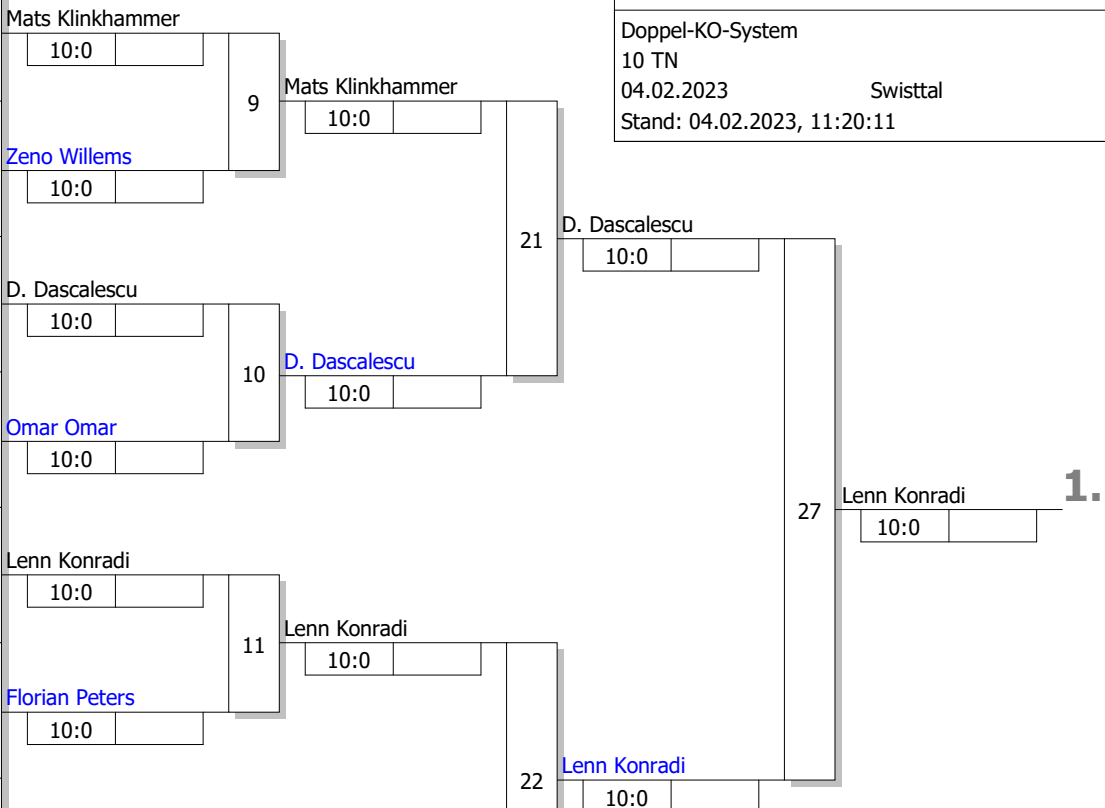 Mats Klinkhammer
10:0
9
Zeno Willems
10:0
D. Dascalescu
10:0
10
Omar Omar
10:0
Lenn Konradi
10:0
11
Florian Peters
10:0
Mats Klinkhammer
10:0
21
D. Dascalescu
10:0
Lenn Konradi
10:0
22
D. Dascalescu
10:0
27
Lenn Konradi
10:0
Lenn Konradi
10:0
1.
Doppel-KO-System
10 TN
04.02.2023 Swisttal
Stand: 04.02.2023, 11:20:11